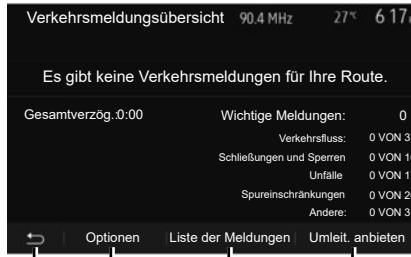 Verkehrsmeldungsübersicht 90.4 MHz 27°C 6 17
Es gibt keine Verkehrsmeldungen für Ihre Route.
Gesamtverzög.:0:00 Wichtige Meldungen: 0
Verkehrsfluss: 0 VON 3
Schließungen und Sperren 0 VON 1
Unfälle 0 VON 1
Spureinschränkungen 0 VON 2
Andere: 0 VON 3
Optionen Liste der Meldungen Umleit. anbieten